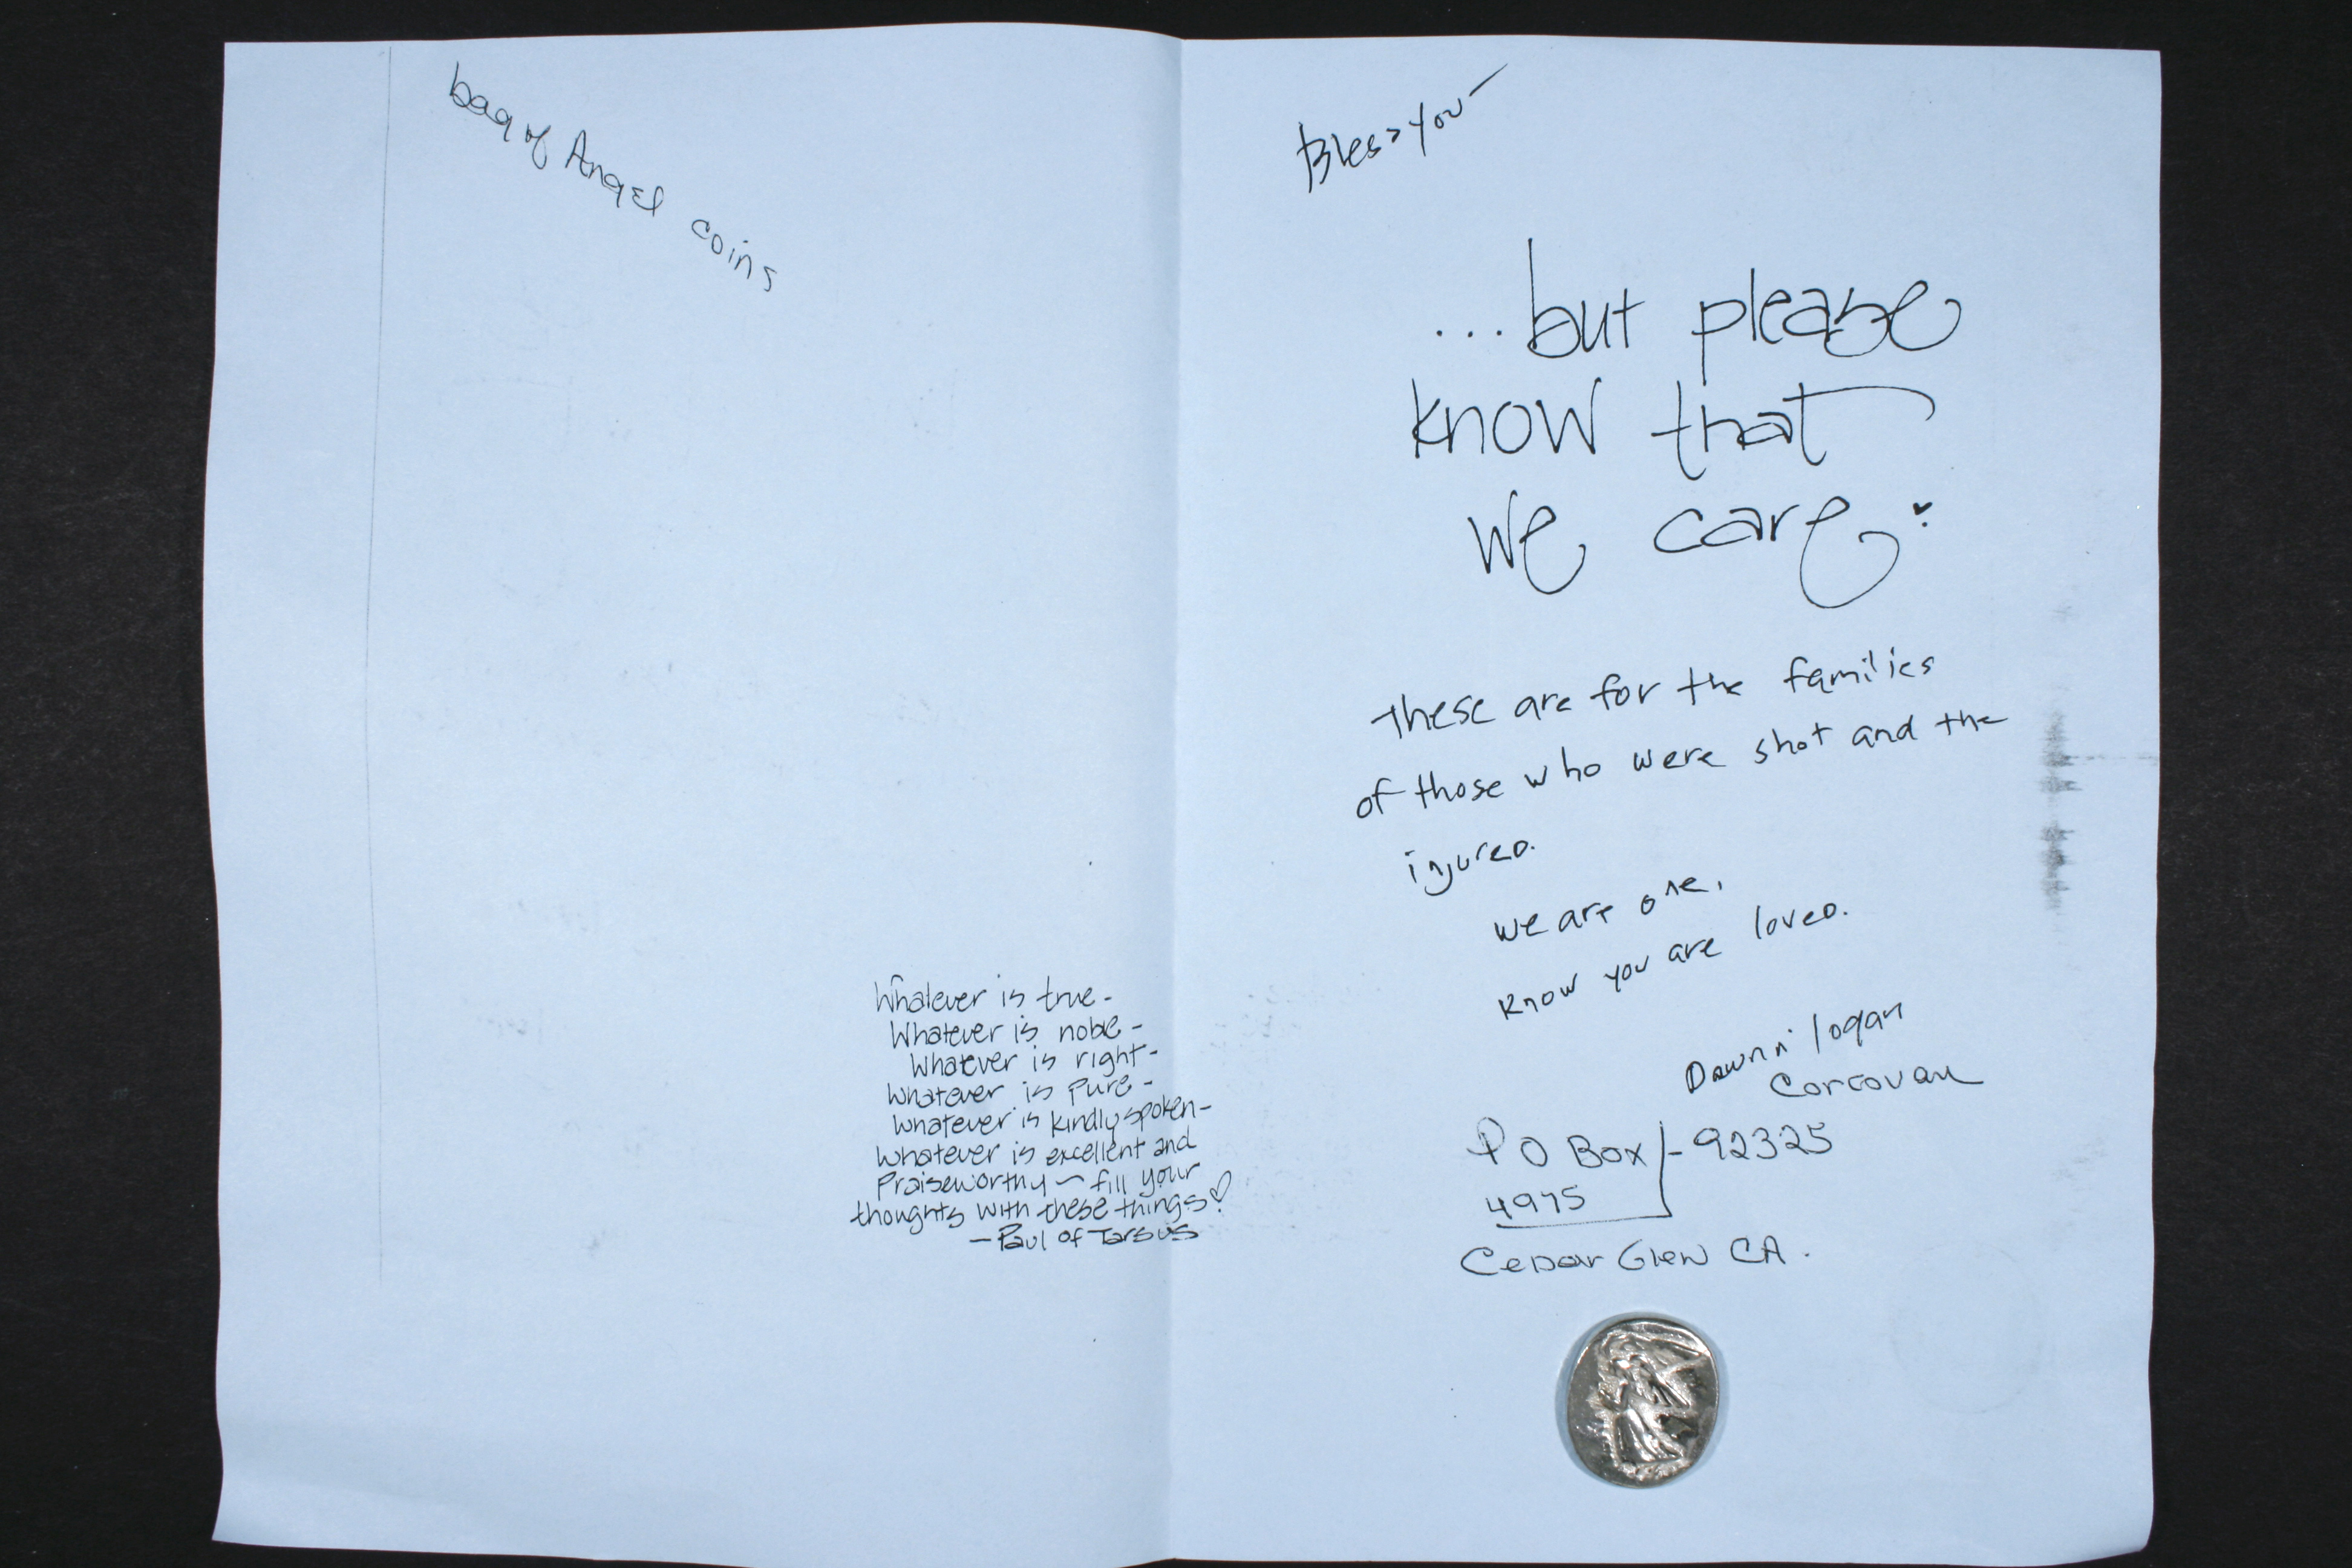 bag of Angel coins
Whatever is true -
Whatever is noble -
Whatever is right -
Whatever is pure -
Whatever is kindly spoken -
Whatever is excellent and
Praiseworthy ~ fill your
thoughts with these things ♡
- Paul of Tarsus
Bless you -
...but please
know that
we care.
These are for the families
of those who were shot and the
injured.
we are one.
Know you are loved.
Dawn logan
Corcovan
PO Box - 92325
4975
Cedar Glen CA.